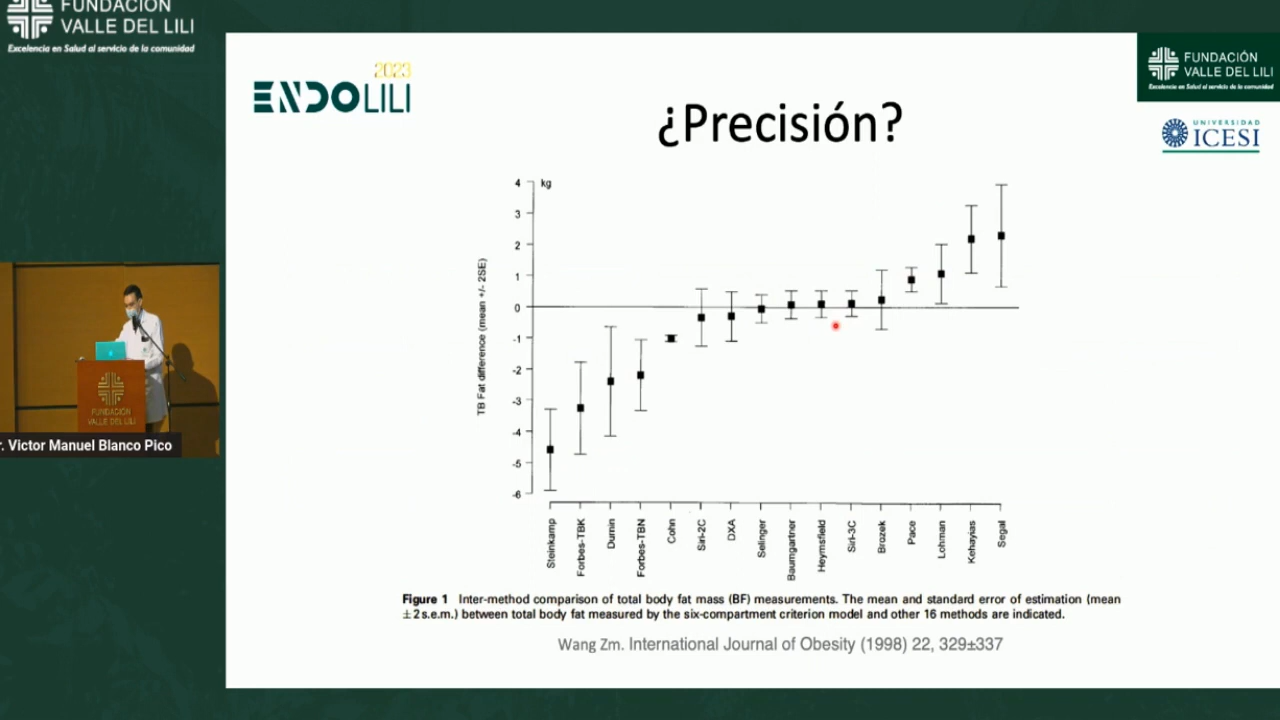 FUNDACIÓN
VALLE DEL LILI
Excelencia en Salud al servicio de la comunidad
2023
ENDOLILI
¿Precisión?
FUNDACIÓN
VALLE DEL LILI
Excelencia en Salud al servicio de la comunidad
UNIVERSIDAD
ICESI
4
kg
3
2
1
0
-1
-2
-3
-4
-5
-6
TB Fat difference (mean +/- 2SE)
Steinkamp
Forbes-TBK
Durnin
Forbes-TBN
Cohn
Siri-2C
DXA
Selinger
Baumgartner
Heymsfield
Siri-3C
Brozek
Pace
Lohman
Kehayias
Segal
Figure 1 Inter-method comparison of total body fat mass (BF) measurements. The mean and standard error of estimation (mean
±2 s.e.m.) between total body fat measured by the six-compartment criterion model and other 16 methods are indicated.
Wang Zm. International Journal of Obesity (1998) 22, 329±337
FUNDACIÓN
VALLE DEL LILI
r. Victor Manuel Blanco Pico